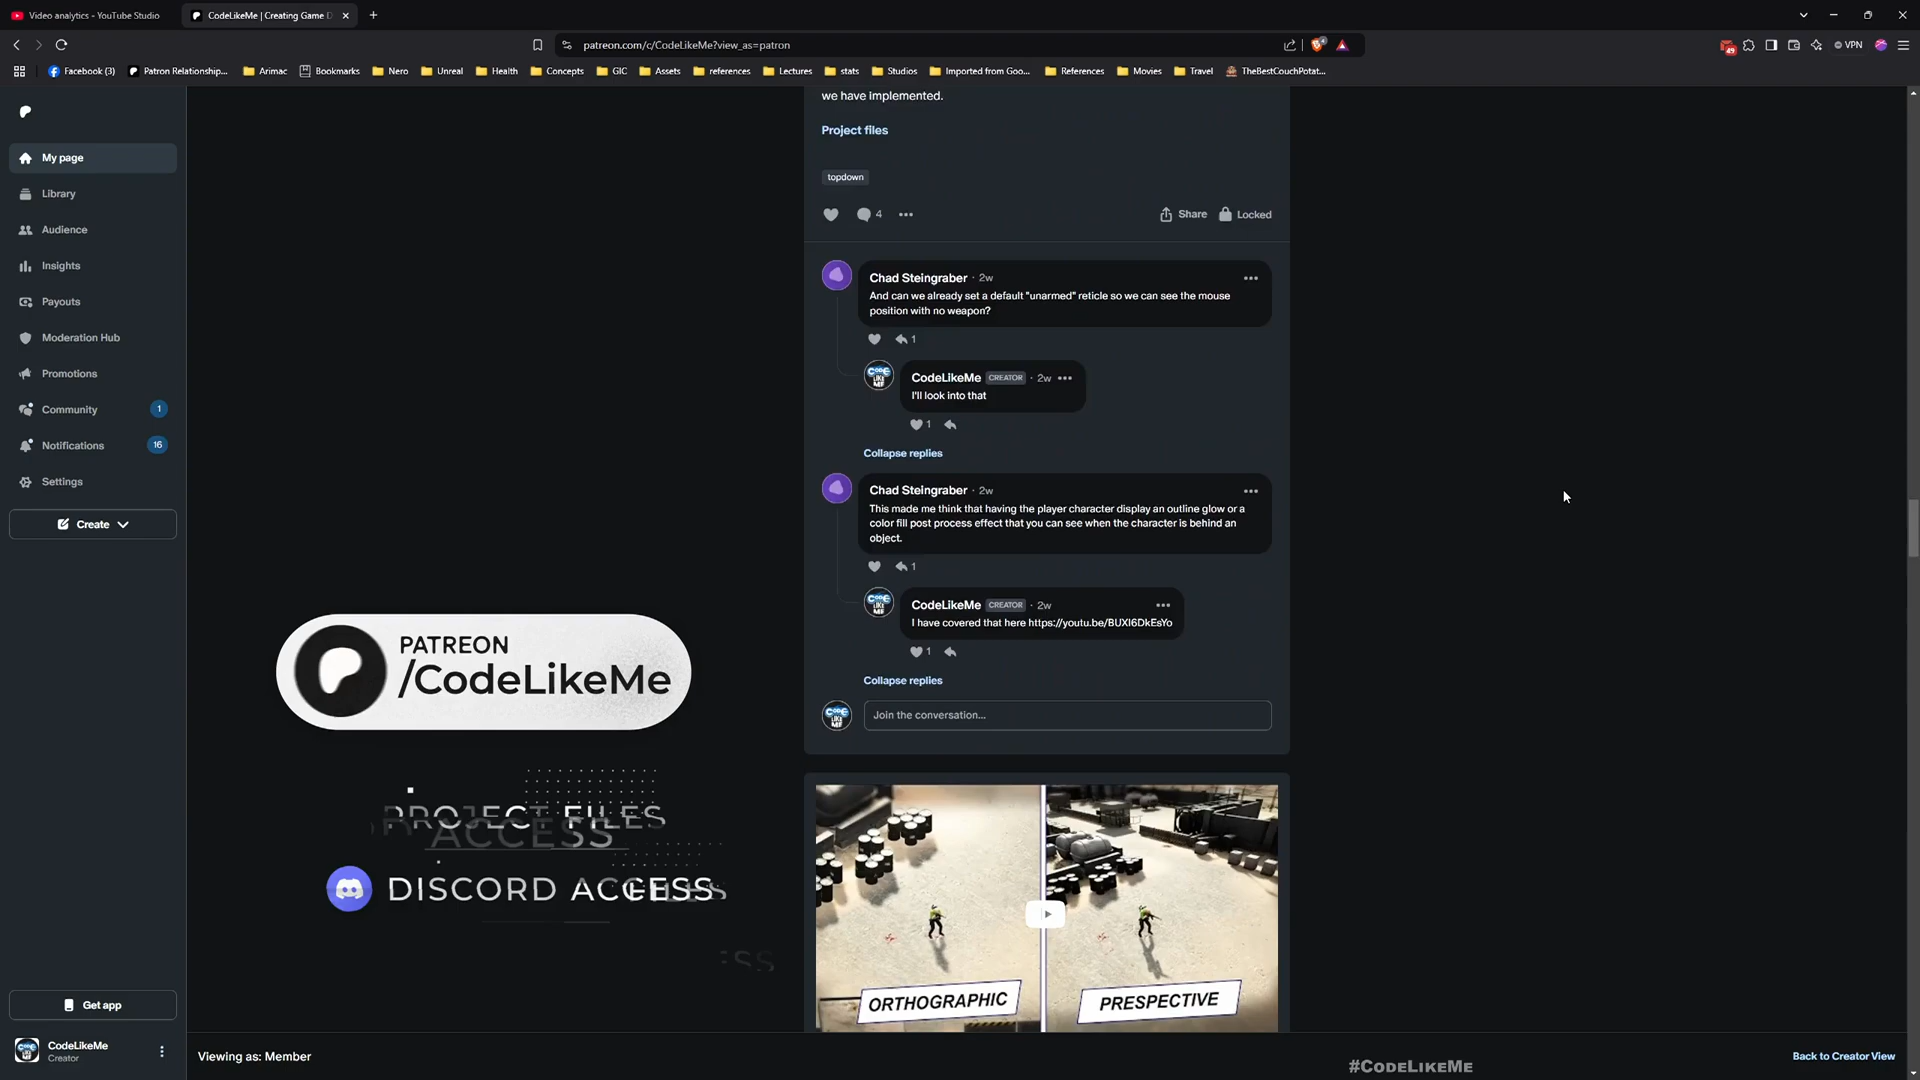 Video analytics - YouTube Studio
CodeLikeMe | Creating Game D
patreon.com/c/CodeLikeMe?view_as=patron
49
4
VPN
Facebook (3)
Patron Relationship...
Arimac
Bookmarks
Nero
Unreal
Health
Concepts
GIC
Assets
references
Lectures
stats
Studios
Imported from Goo...
References
Movies
Travel
TheBestCouchPotat...
My page
Library
Audience
Insights
Payouts
Moderation Hub
Promotions
Community 1
Notifications 16
Settings
Create
Get app
CodeLikeMe
Creator
we have implemented.
Project files
topdown
4
Share
Locked
Chad Steingraber · 2w
And can we already set a default "unarmed" reticle so we can see the mouse
position with no weapon?
1
CodeLikeMe CREATOR · 2w
I'll look into that
1
Collapse replies
Chad Steingraber · 2w
This made me think that having the player character display an outline glow or a
color fill post process effect that you can see when the character is behind an
object.
1
CodeLikeMe CREATOR · 2w
I have covered that here https://youtu.be/BUXI6DkEsYo
1
Collapse replies
Join the conversation...
PATREON
/CodeLikeMe
PROJECT FILES
ACCESS
DISCORD ACCESS
ORTHOGRAPHIC
PRESPECTIVE
Viewing as: Member
#CODELIKEME
Back to Creator View